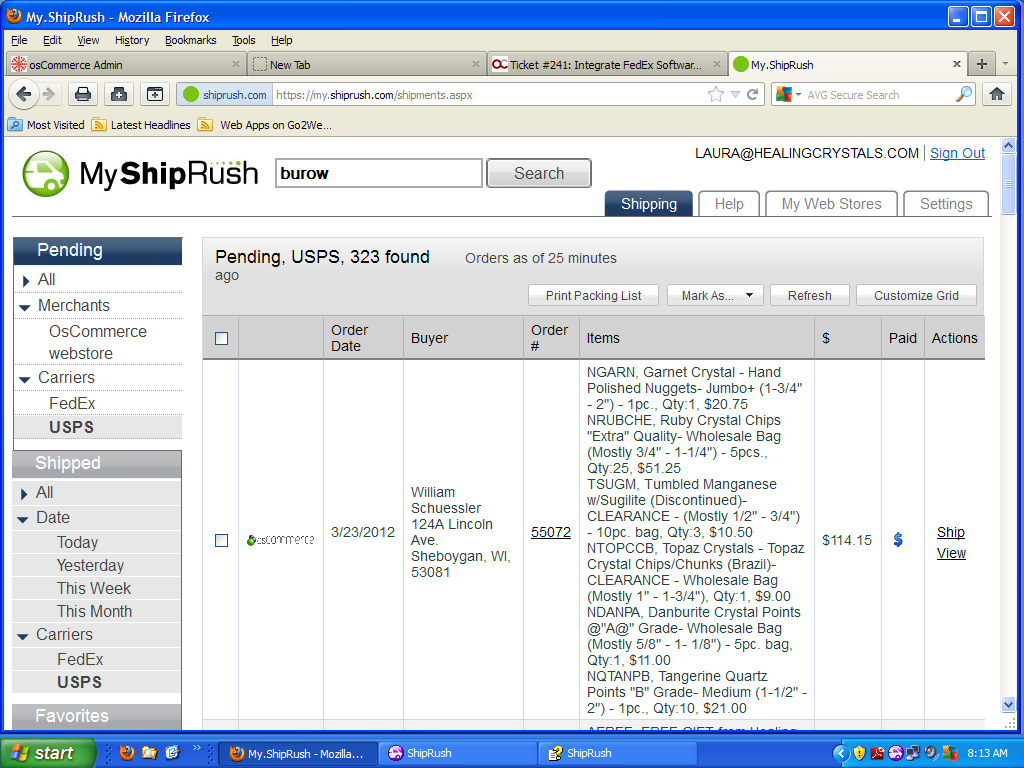 My.ShipRush - Mozilla Firefox
File Edit View History Bookmarks Tools Help
osCommerce Admin
New Tab
Ticket #241: Integrate FedEx Softwar...
My.ShipRush
shiprush.com https://my.shiprush.com/shipments.aspx
AVG Secure Search
Most Visited Latest Headlines Web Apps on Go2We...
LAURA@HEALINGCRYSTALS.COM | Sign Out
MyShipRush
burow
Search
Shipping Help My Web Stores Settings
Pending
All
Merchants
OsCommerce
webstore
Carriers
FedEx
USPS
Shipped
All
Date
Today
Yesterday
This Week
This Month
Carriers
FedEx
USPS
Favorites
Pending, USPS, 323 found Orders as of 25 minutes
ago
Print Packing List Mark As... Refresh Customize Grid
Order
Date
Buyer
Order
#
Items
$
Paid
Actions
osCommerce
3/23/2012
William
Schuessler
124A Lincoln
Ave.
Sheboygan, WI,
53081
55072
NGARN, Garnet Crystal - Hand
Polished Nuggets- Jumbo+ (1-3/4"
- 2") - 1pc., Qty:1, $20.75
NRUBCHE, Ruby Crystal Chips
"Extra" Quality- Wholesale Bag
(Mostly 3/4" - 1-1/4") - 5pcs.,
Qty:25, $51.25
TSUGM, Tumbled Manganese
w/Sugilite (Discontinued)-
CLEARANCE - (Mostly 1/2" - 3/4")
- 10pc. bag, Qty:3, $10.50
NTOPCCB, Topaz Crystals - Topaz
Crystal Chips/Chunks (Brazil)-
CLEARANCE - Wholesale Bag
(Mostly 1" - 1-3/4"), Qty:1, $9.00
NDANPA, Danburite Crystal Points
@"A@" Grade- Wholesale Bag
(Mostly 5/8" - 1- 1/8") - 5pc. bag,
Qty:1, $11.00
NQTANPB, Tangerine Quartz
Points "B" Grade- Medium (1-1/2" -
2") - 1pc., Qty:10, $21.00
$114.15
$
Ship
View
start
My.ShipRush - Mozilla...
ShipRush
ShipRush
8:13 AM